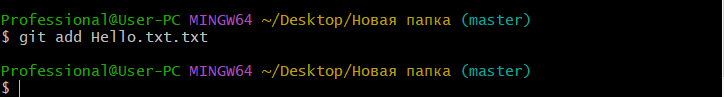 Professional@User-PC MINGW64 ~/Desktop/Новая папка (master)
$ git add Hello.txt.txt
Professional@User-PC MINGW64 ~/Desktop/Новая папка (master)
$